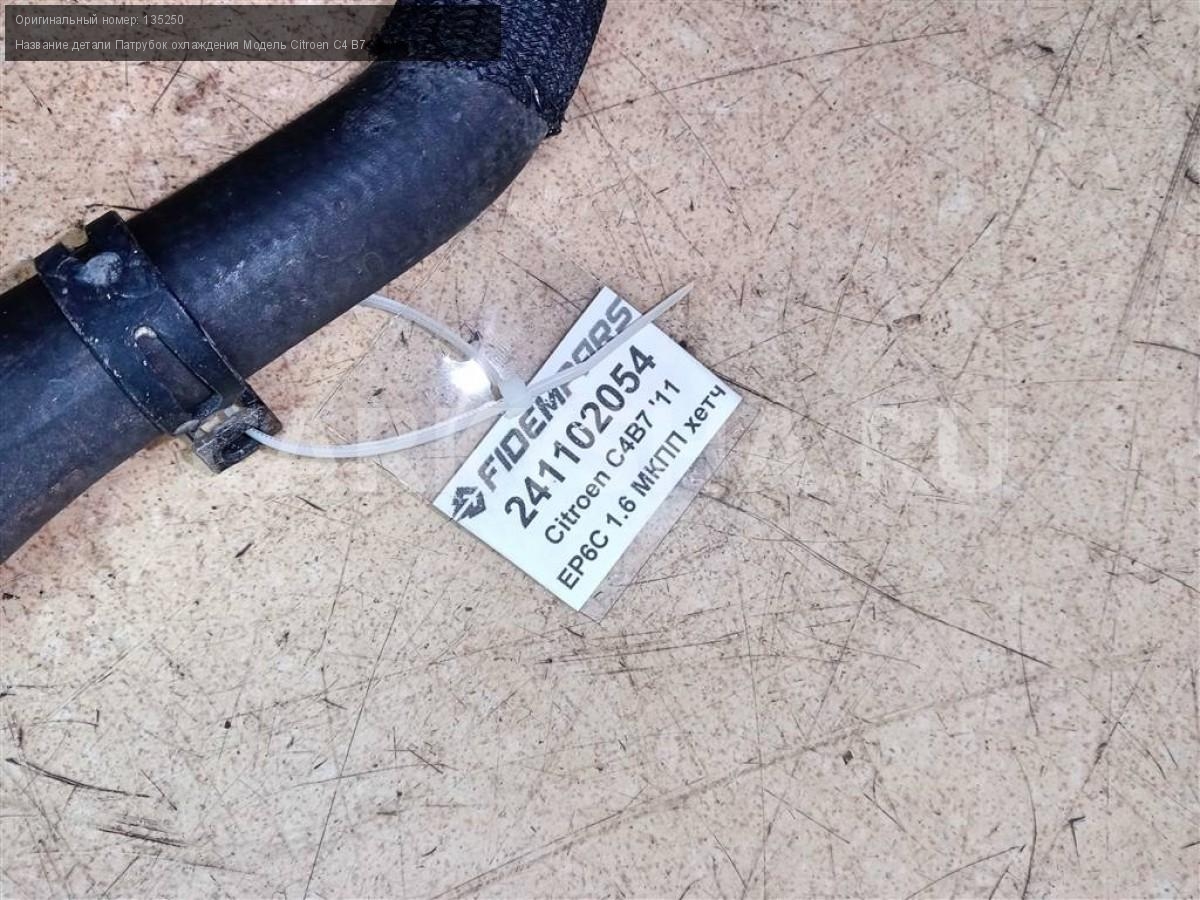 Оригинальный номер: 135250
Название детали Патрубок охлаждения Модель Citroen C4 B7
FIDEMPARS
241102054
Citroen C4B7 '11
EP6C 1.6 МКПП хетч